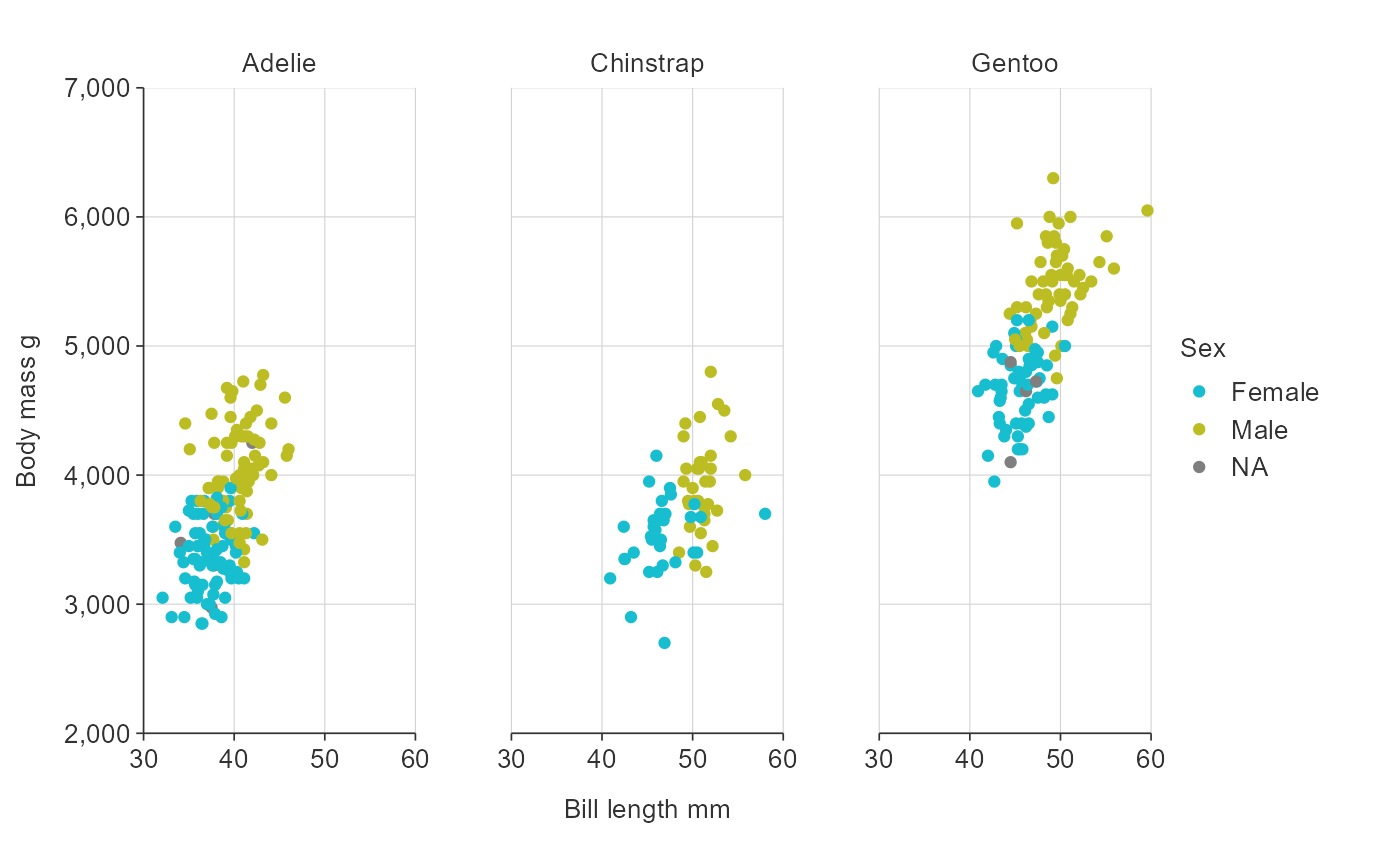 Adelie Chinstrap Gentoo
7,000
6,000
5,000
4,000
3,000
2,000
Body mass g
30 40 50 60 30 40 50 60 30 40 50 60
Bill length mm
Sex
Female
Male
NA